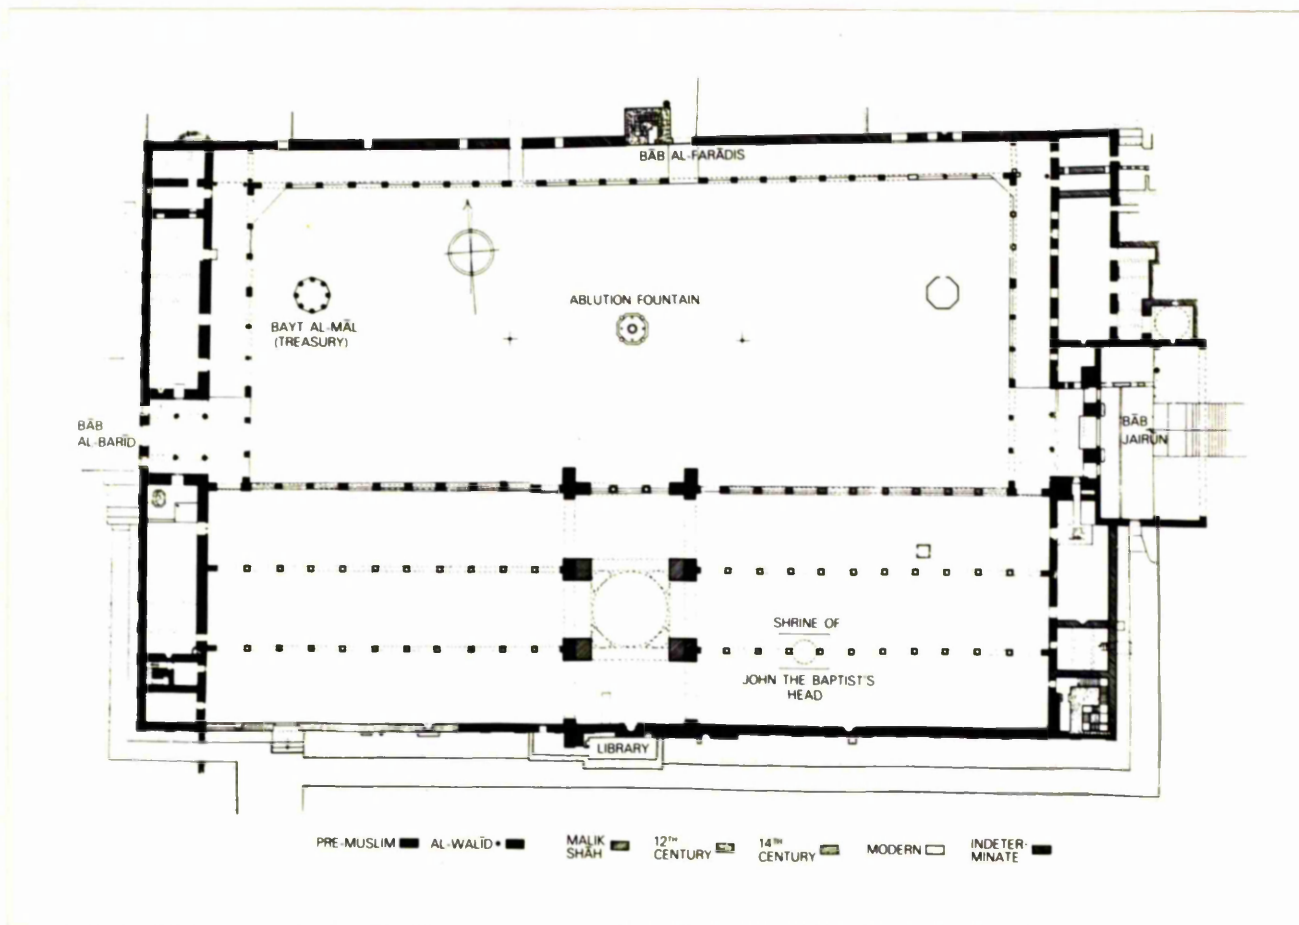 BĀB AL-FARĀDIS
ABLUTION FOUNTAIN
BAYT AL-MĀL
(TREASURY)
BĀB
AL-BARĪD
BĀB
JAIRŪN
SHRINE OF
JOHN THE BAPTIST'S
HEAD
LIBRARY
PRE-MUSLIM
AL-WALĪD
MALIK
SHĀH
12TH
CENTURY
14TH
CENTURY
MODERN
INDETER-
MINATE